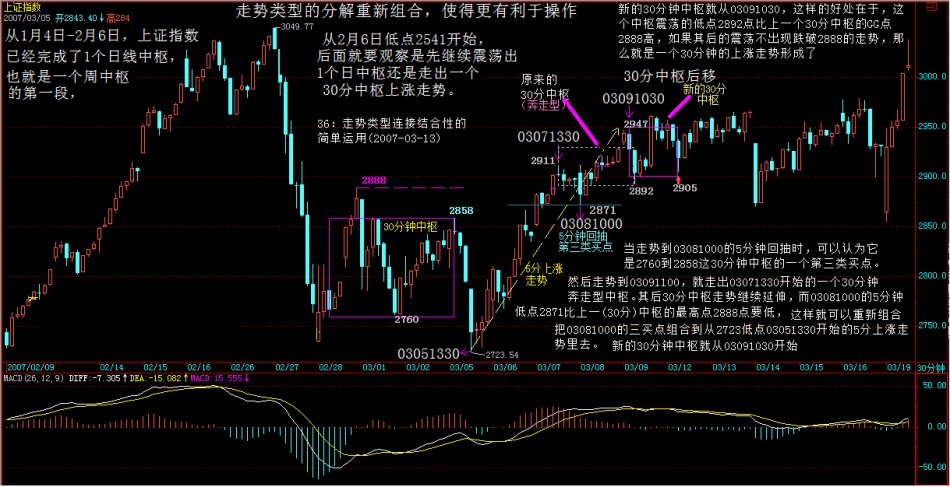 上证指数
走势类型的分解重新组合，使得更有利于操作
2007/03/05 开2843.40↓高284
3049.77
从1月4日-2月6日，上证指数
已经完成了1个日线中枢，
也就是一个周中枢
的第一段，
从2月6日低点2541开始，
后面就要观察是先继续震荡出
1个日中枢还是走出一个
30分中枢上涨走势。
36：走势类型连接结合性的
简单运用(2007-03-13)
新的30分钟中枢就从03091030，这样的好处在于，这
个中枢震荡的低点2892点比上一个30分中枢的GG点
2888高，如果其后的震荡不出现跌破2888的走势，那
么就是一个30分钟的上涨走势形成了
原来的
30分中枢
(奔走型)
30分中枢后移
新的30分
中枢
03091030
03071330
2947
2911
2892
2905
2888
2858
30分钟中枢
2760
2871
03081000
5分钟回抽
第三类买点
5分上涨
走势
03051330
2723.54
当走势到03081000的5分钟回抽时，可以认为它
是2760到2858这30分钟中枢的一个第三类买点。
然后走势到03091100，就走出03071330开始的一个30分钟
奔走型中枢。其后30分中枢走势继续延伸，而03081000的5分钟
低点2871比上一(30分)中枢的最高点2888点要低，这样就可以重新组合
把03081000的三买点组合到从2723低点03051330开始的5分上涨走
势里去。 新的30分钟中枢就从03091030开始
3000
2950
2900
2850
2800
2750
2007/02/09 02/14 02/15 02/16 02/26 02/27 02/28 03/01 03/02 03/05 03/06 03/07 03/08 03/09 03/12 03/13 03/14 03/15 03/16 03/19 30分钟
MACD(26,12,9) DIFF:-7.305↑ DEA:-15.082↑ MACD:15.555↓
50.00
0.00
-50.00